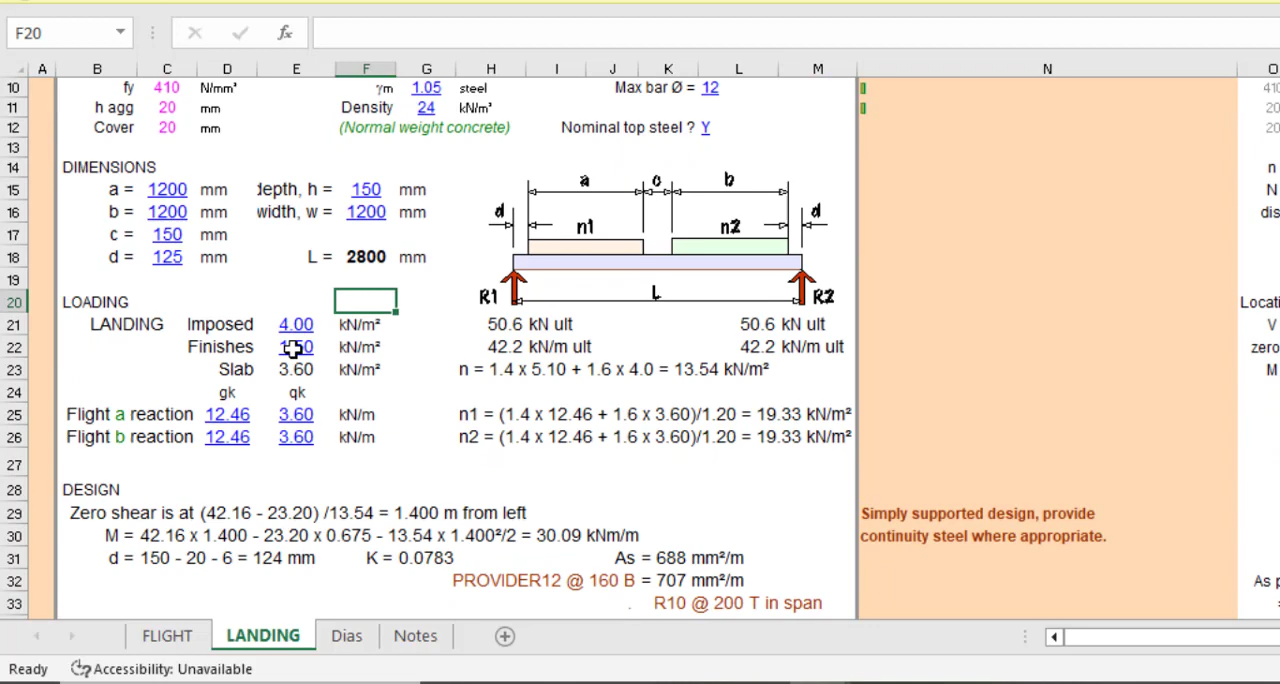 F20
fx
A B C D E F G H I J K L M N O
10 fy 410 N/mm² γm 1.05 steel Max bar Ø = 12 410
11 h agg 20 mm Density 24 kN/m³ 20
12 Cover 20 mm (Normal weight concrete) Nominal top steel ? Y 20
13
14 DIMENSIONS n
15 a = 1200 mm depth, h = 150 mm N
16 b = 1200 mm width, w = 1200 mm dis
17 c = 150 mm
18 d = 125 mm L = 2800 mm
a c b
d n1 n2 d
R1 L R2
19
20 LOADING Locati
21 LANDING Imposed 4.00 kN/m² 50.6 kN ult 50.6 kN ult V
22 Finishes kN/m² 42.2 kN/m ult 42.2 kN/m ult zero
23 Slab 3.60 kN/m² n = 1.4 x 5.10 + 1.6 x 4.0 = 13.54 kN/m² M
24 gk qk
25 Flight a reaction 12.46 3.60 kN/m n1 = (1.4 x 12.46 + 1.6 x 3.60)/1.20 = 19.33 kN/m²
26 Flight b reaction 12.46 3.60 kN/m n2 = (1.4 x 12.46 + 1.6 x 3.60)/1.20 = 19.33 kN/m²
27
28 DESIGN
29 Zero shear is at (42.16 - 23.20) /13.54 = 1.400 m from left Simply supported design, provide
30 M = 42.16 x 1.400 - 23.20 x 0.675 - 13.54 x 1.400²/2 = 30.09 kNm/m continuity steel where appropriate.
31 d = 150 - 20 - 6 = 124 mm K = 0.0783 As = 688 mm²/m
32 PROVIDER12 @ 160 B = 707 mm²/m As p
33 . R10 @ 200 T in span =
FLIGHT LANDING Dias Notes
Ready Accessibility: Unavailable